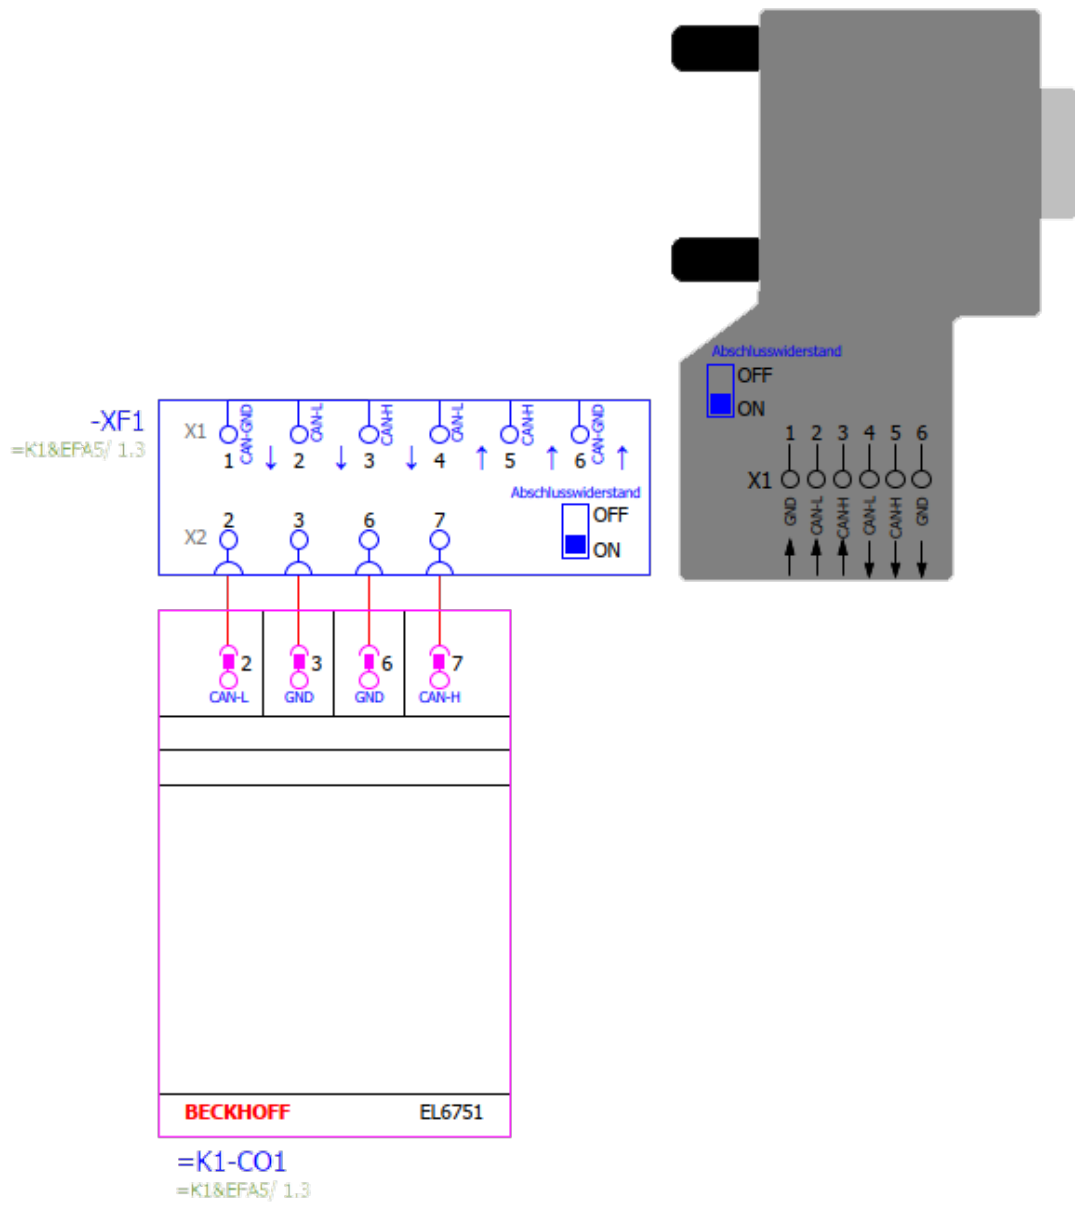 Abschlusswiderstand
OFF
ON
1 2 3 4 5 6
X1
GND CAN-L CAN-H CAN-L CAN-H GND
-XF1
=K1&EFA5/ 1.3
X1
CAN-GND CAN-L CAN-H CAN-L CAN-H CAN-GND
1 ↓ 2 ↓ 3 ↓ 4 ↑ 5 ↑ 6 ↑
Abschlusswiderstand
OFF
ON
X2
2 3 6 7
2 3 6 7
CAN-L GND GND CAN-H
BECKHOFF EL6751
=K1-CO1
=K1&EFA5/ 1.3